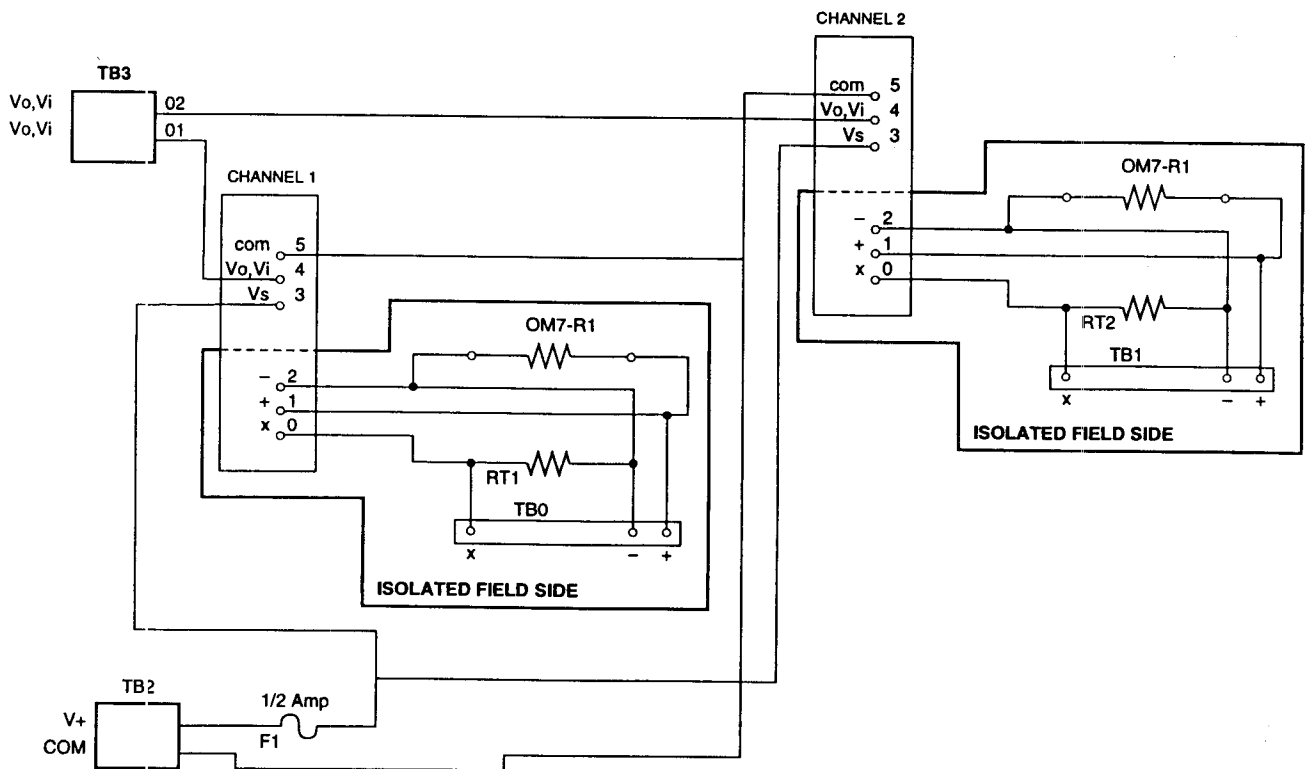 CHANNEL 2
com 5
Vo,Vi 4
Vs 3
- 2
+ 1
x 0
OM7-R1
RT2
TB1
x - +
ISOLATED FIELD SIDE
TB3
Vo,Vi 02
Vo,Vi 01
CHANNEL 1
com 5
Vo,Vi 4
Vs 3
- 2
+ 1
x 0
OM7-R1
RT1
TB0
x - +
ISOLATED FIELD SIDE
TB2
V+
COM
1/2 Amp
F1